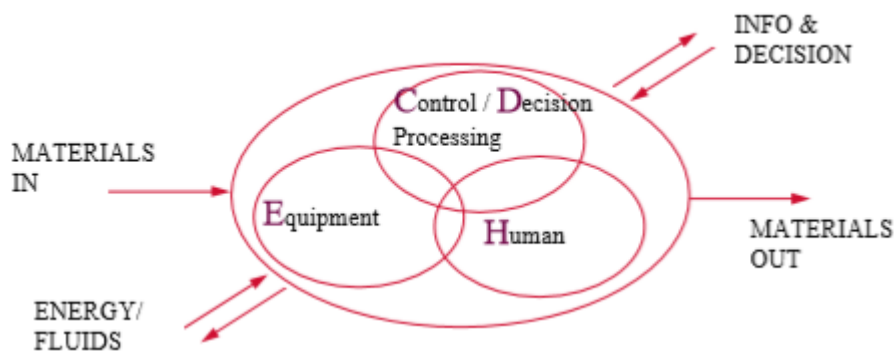 INFO &
DECISION
Control / Decision
Processing
MATERIALS
IN
Equipment
Human
MATERIALS
OUT
ENERGY/
FLUIDS